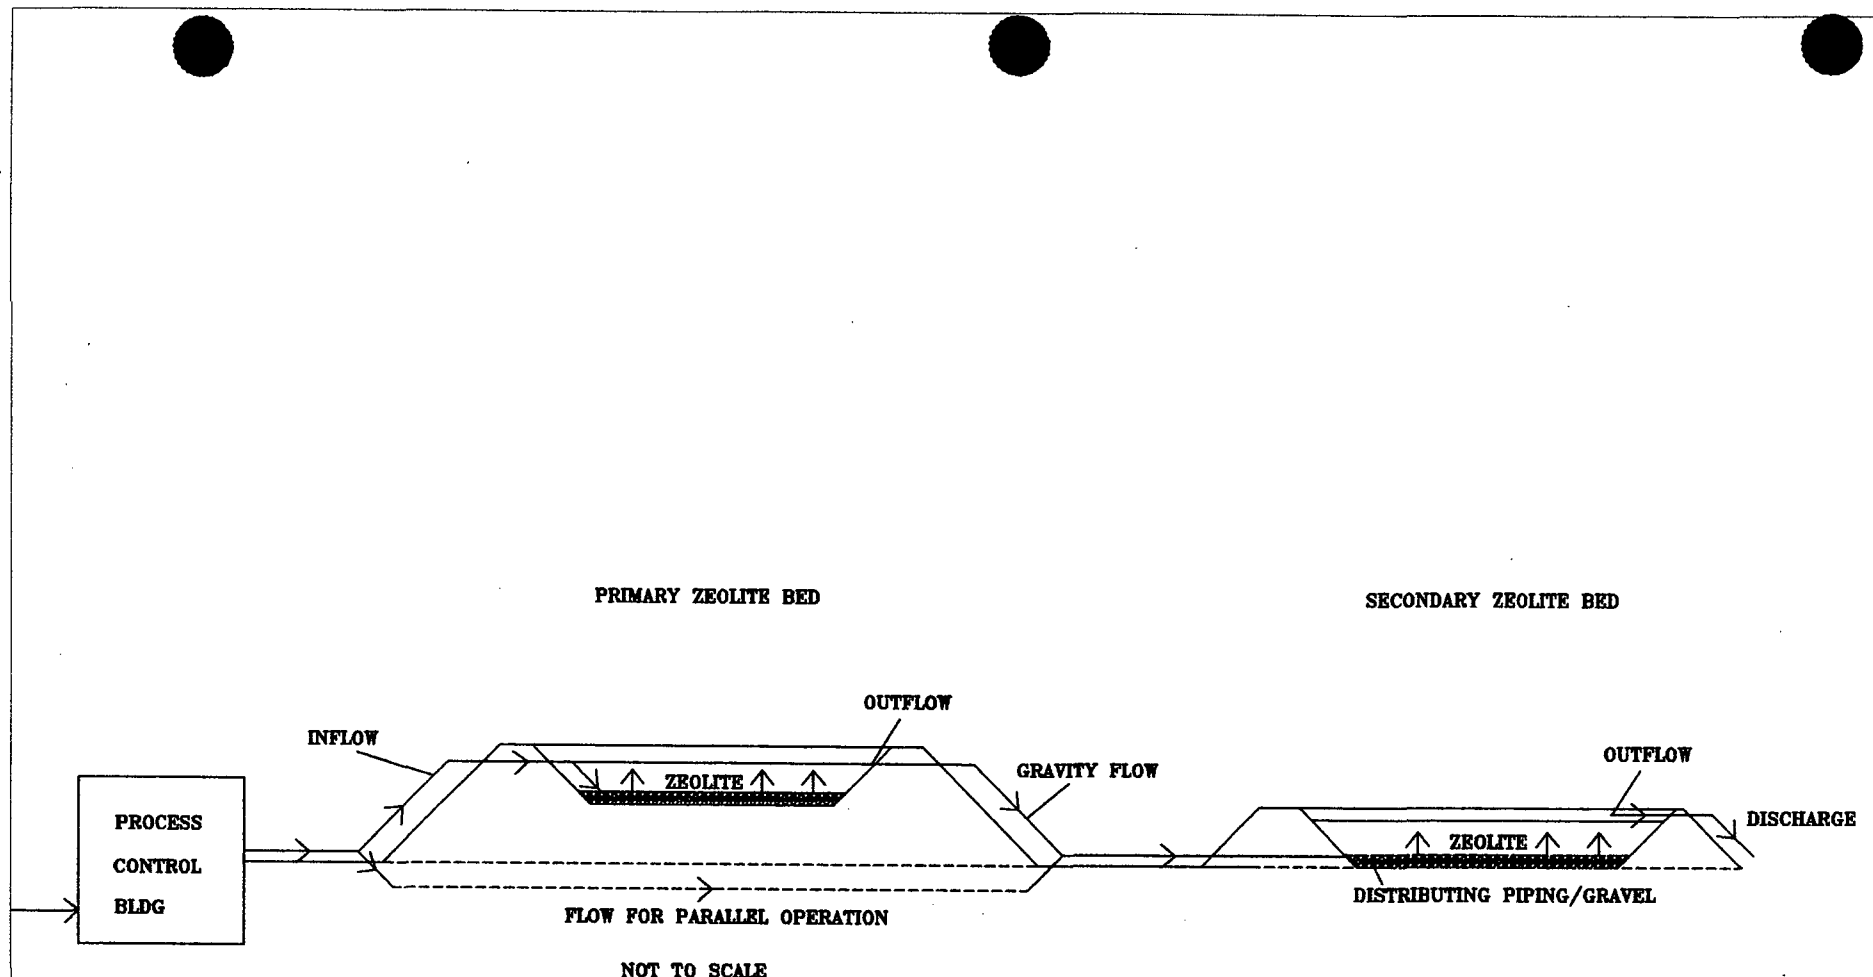 PRIMARY ZEOLITE BED
SECONDARY ZEOLITE BED
OUTFLOW
INFLOW
GRAVITY FLOW
OUTFLOW
ZEOLITE
PROCESS
CONTROL
BLDG
DISCHARGE
ZEOLITE
DISTRIBUTING PIPING/GRAVEL
FLOW FOR PARALLEL OPERATION
NOT TO SCALE